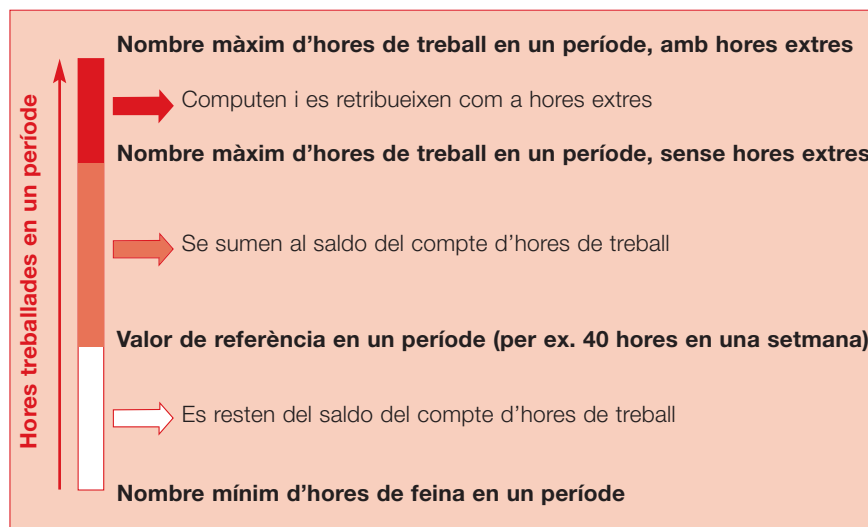 Nombre màxim d'hores de treball en un període, amb hores extres
Computen i es retribueixen com a hores extres
Nombre màxim d'hores de treball en un període, sense hores extres
Se sumen al saldo del compte d'hores de treball
Valor de referència en un període (per ex. 40 hores en una setmana)
Es resten del saldo del compte d'hores de treball
Nombre mínim d'hores de feina en un període
Hores treballades en un període